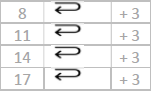 8 + 3
11 + 3
14 + 3
17 + 3